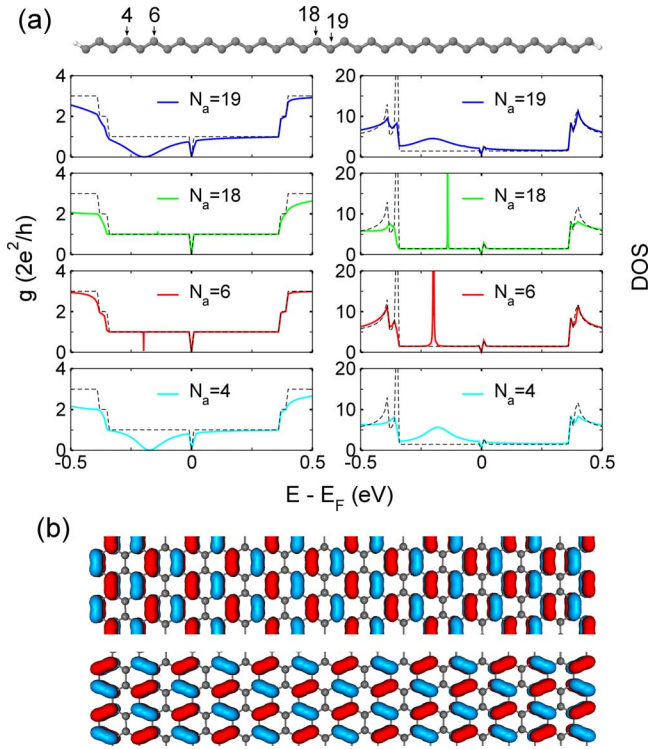 (a)
4 6 18 19
4 20
N_a=19 N_a=19
2 10
0 0
4 20
N_a=18 N_a=18
2 10
0 0
g (2e²/h) DOS
4 20
N_a=6 N_a=6
2 10
0 0
4 20
N_a=4 N_a=4
2 10
0 0
-0.5 0 0.5 -0.5 0 0.5
E - E_F (eV)
(b)